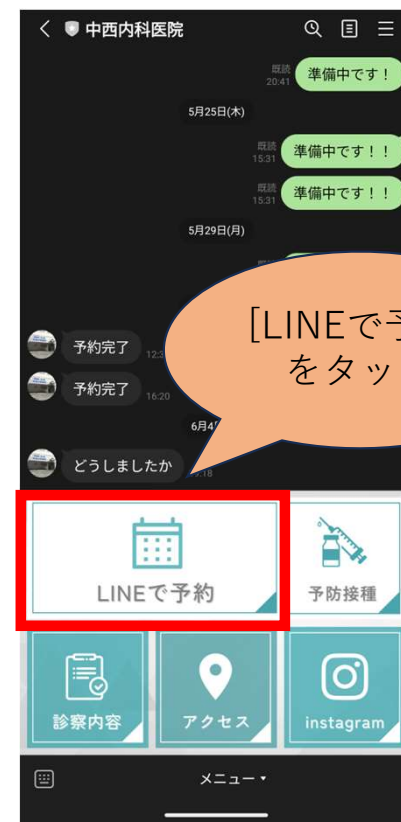 中西内科医院
既読
20:41
準備中です！
5月25日(木)
既読
15:31
準備中です！！
既読
15:31
準備中です！！
5月29日(月)
[LINEで予
をタッ
予約完了
予約完了
16:20
6月4
どうしましたか
LINEで予約
予防接種
診察内容
アクセス
instagram
メニュー